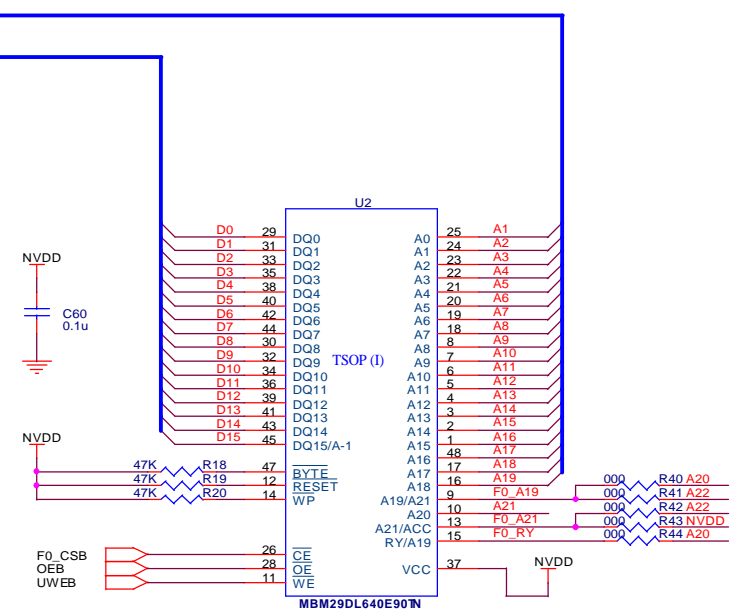 U2
D0 29 DQ0 A0 25 A1
D1 31 DQ1 A1 24 A2
D2 33 DQ2 A2 23 A3
D3 35 DQ3 A3 22 A4
D4 38 DQ4 A4 21 A5
D5 40 DQ5 A5 20 A6
D6 42 DQ6 A6 19 A7
D7 44 DQ7 A7 18 A8
D8 30 DQ8 A8 8 A9
D9 32 DQ9 A9 7 A10
D10 34 DQ10 A10 6 A11
D11 36 DQ11 A11 5 A12
D12 39 DQ12 A12 4 A13
D13 41 DQ13 A13 3 A14
D14 43 DQ14 A14 2 A15
D15 45 DQ15/A-1 A15 1 A16
A16 48 A17
47K R18 47 BYTE A17 17 A18
47K R19 12 RESET A18 16 A19
47K R20 14 WP A19/A21 9 F0_A19
A20 10 A21
A21/ACC 13 F0_A21
RY/A19 15 F0_RY
TSOP (I)
NVDD
C60
0.1u
NVDD
000 R40 A20
000 R41 A22
000 R42 A22
000 R43 NVDD
000 R44 A20
F0_CSB 26 CE
OEB 28 OE
UWEB 11 WE
VCC 37 NVDD
MBM29DL640E90TN